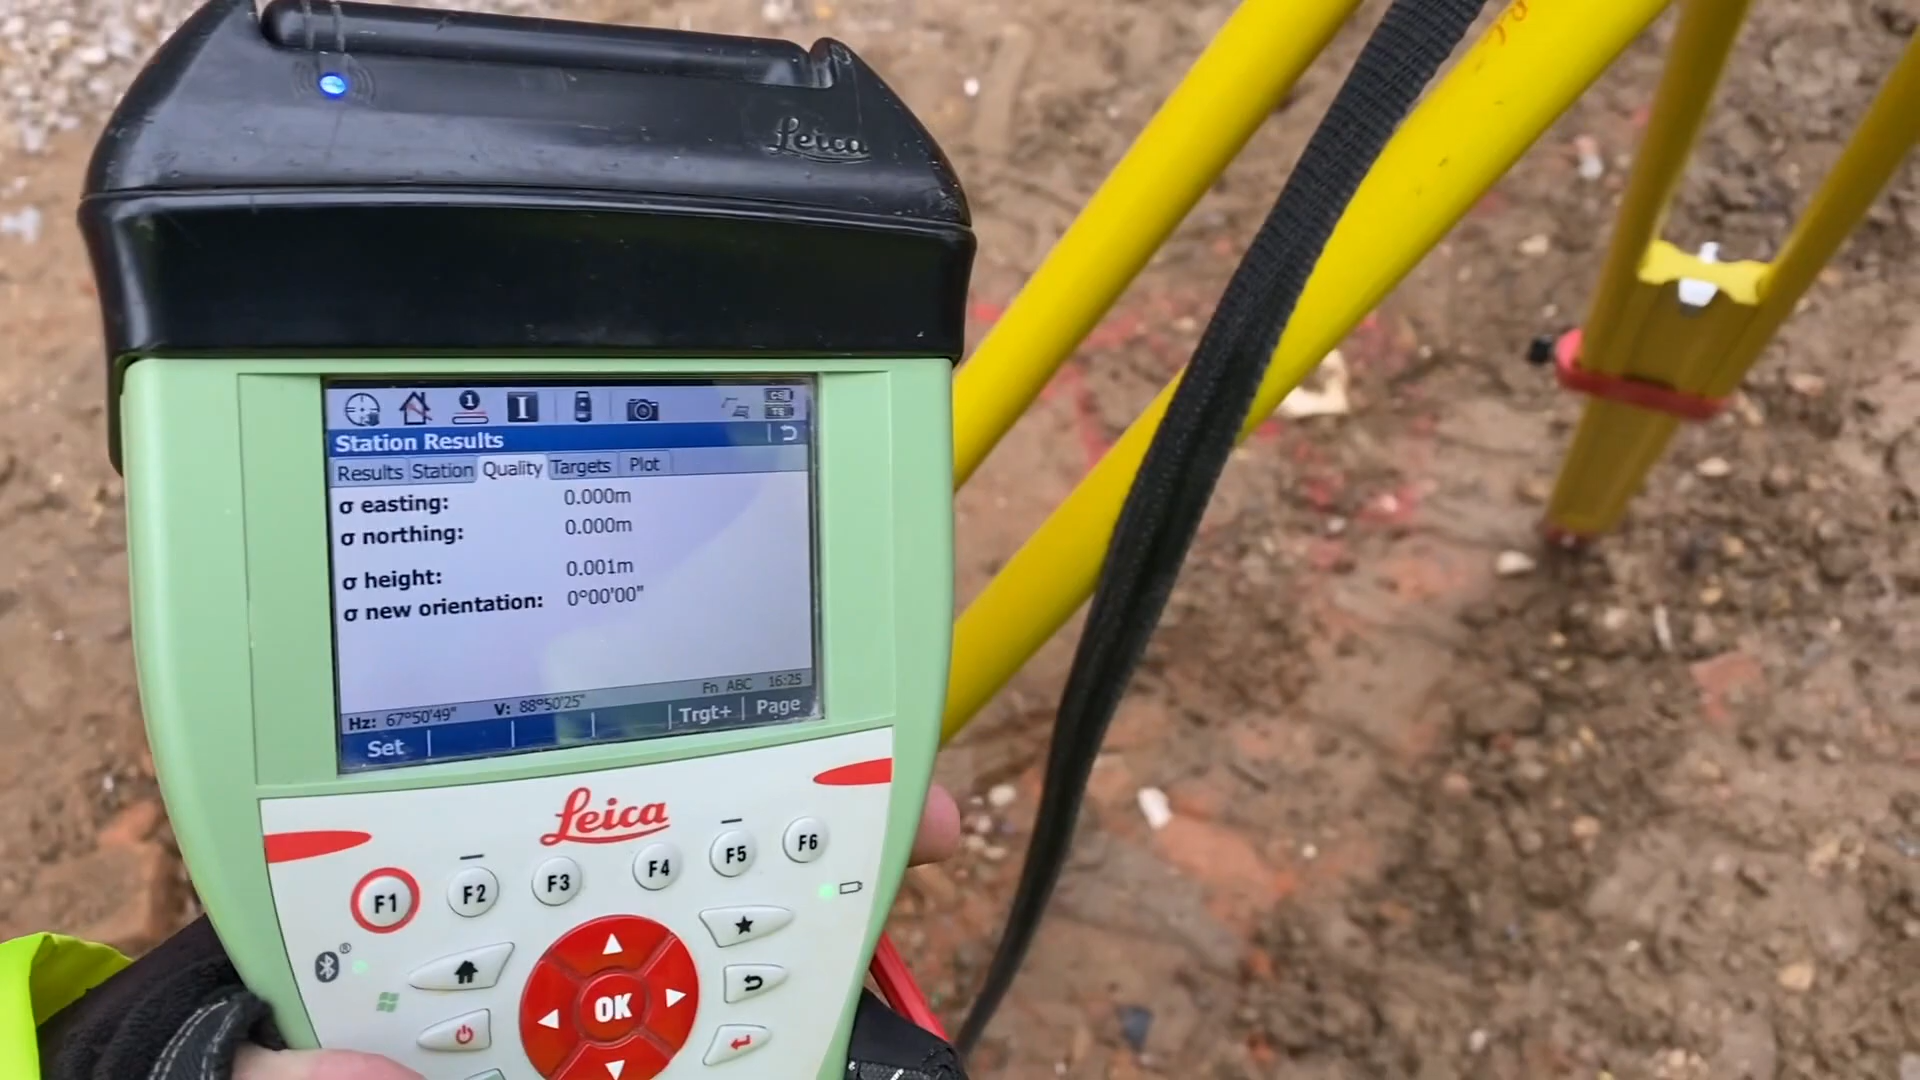 Leica
CS
TS
Station Results
Results Station Quality Targets Plot
σ easting: 0.000m
σ northing: 0.000m
σ height: 0.001m
σ new orientation: 0°00'00"
Hz: 67°50'49" V: 88°50'25" Fn ABC 16:25
Set Trgt+ Page
Leica
F1 F2 F3 F4 F5 F6
OK